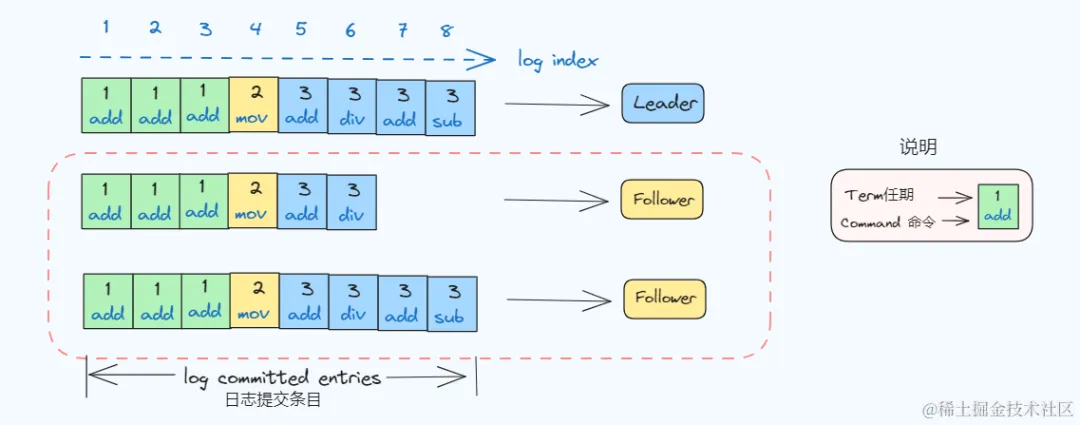 1 2 3 4 5 6 7 8
log index
1 1 1 2 3 3 3 3
add add add mov add div add sub
Leader
说明
1 1 1 2 3 3
add add add mov add div
Follower
Term任期
1
Command 命令
add
1 1 1 2 3 3 3 3
add add add mov add div add sub
Follower
log committed entries
日志提交条目
@稀土掘金技术社区